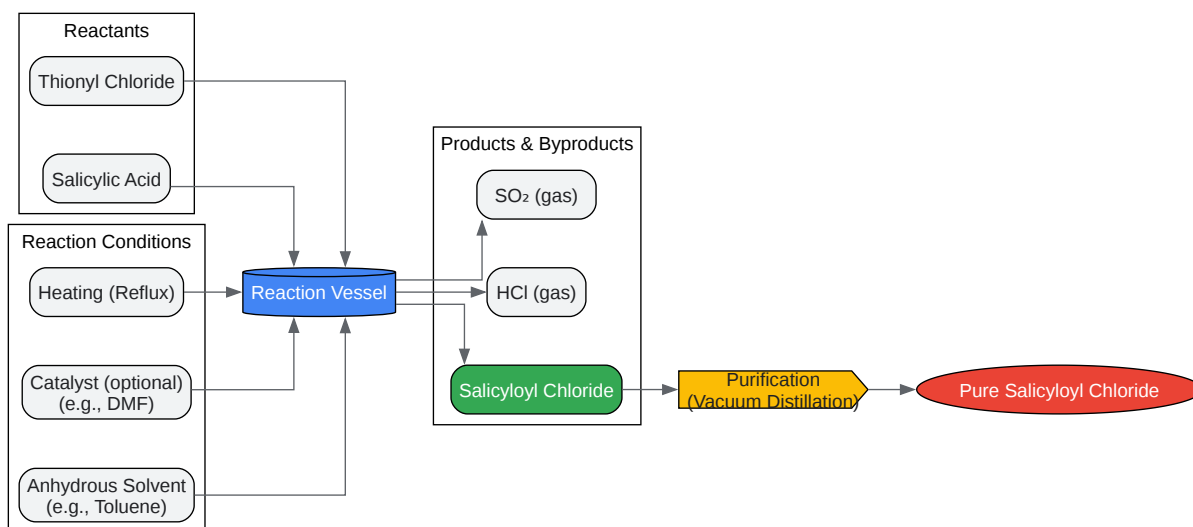 Reactants
Thionyl Chloride
Salicylic Acid
Reaction Conditions
Heating (Reflux)
Catalyst (optional)
(e.g., DMF)
Anhydrous Solvent
(e.g., Toluene)
Reaction Vessel
Products & Byproducts
SO₂ (gas)
HCl (gas)
Salicyloyl Chloride
Purification
(Vacuum Distillation)
Pure Salicyloyl Chloride